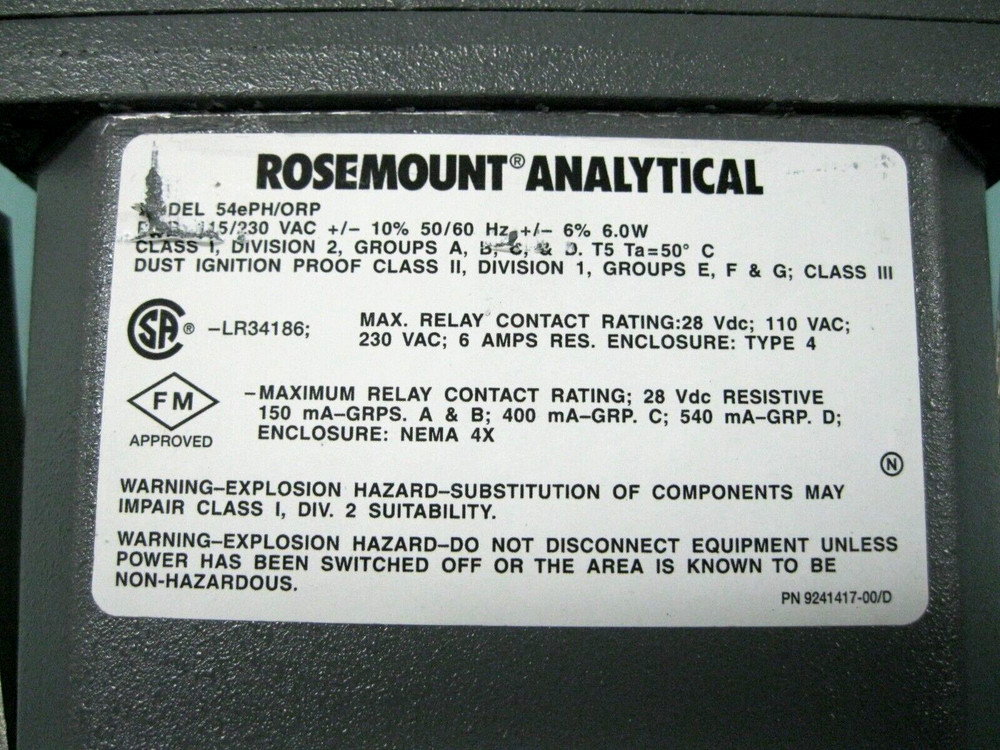 ROSEMOUNT® ANALYTICAL
MODEL 54ePH/ORP
115/230 VAC +/– 10% 50/60 Hz +/– 6% 6.0W
CLASS I, DIVISION 2, GROUPS A, B, C, & D. T5 Ta=50° C
DUST IGNITION PROOF CLASS II, DIVISION 1, GROUPS E, F & G; CLASS III
SA ® –LR34186;
MAX. RELAY CONTACT RATING:28 Vdc; 110 VAC;
230 VAC; 6 AMPS RES. ENCLOSURE: TYPE 4
FM
APPROVED
–MAXIMUM RELAY CONTACT RATING; 28 Vdc RESISTIVE
150 mA–GRPS. A & B; 400 mA–GRP. C; 540 mA–GRP. D;
ENCLOSURE: NEMA 4X
N
WARNING–EXPLOSION HAZARD–SUBSTITUTION OF COMPONENTS MAY
IMPAIR CLASS I, DIV. 2 SUITABILITY.
WARNING–EXPLOSION HAZARD–DO NOT DISCONNECT EQUIPMENT UNLESS
POWER HAS BEEN SWITCHED OFF OR THE AREA IS KNOWN TO BE
NON-HAZARDOUS.
PN 9241417-00/D